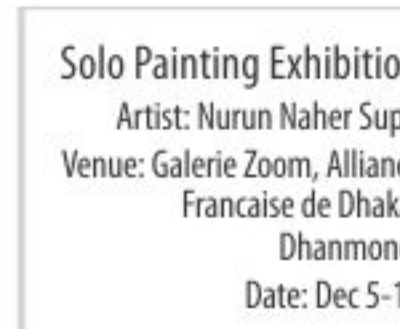 Solo Painting Exhibitio
Artist: Nurun Naher Sup
Venue: Galerie Zoom, Allianc
Francaise de Dhak
Dhanmon
Date: Dec 5-1